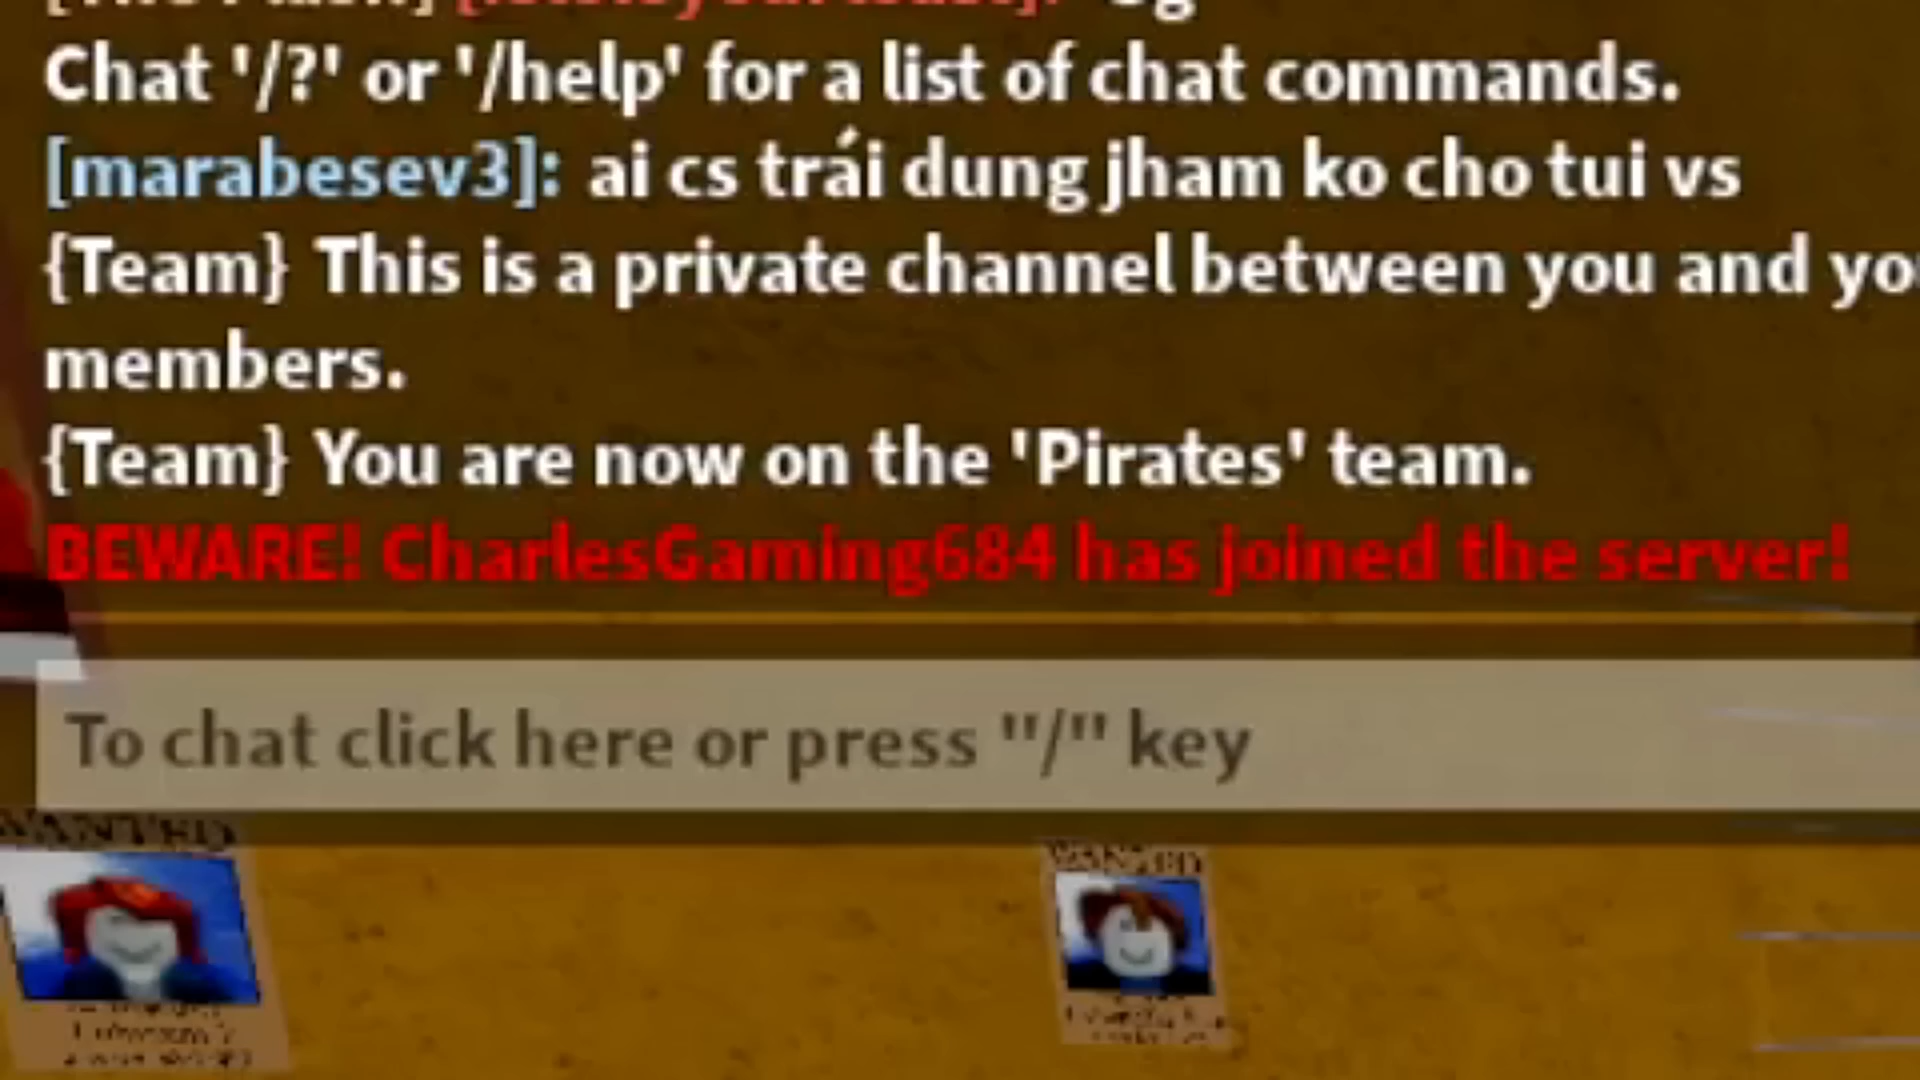 Chat '/?' or '/help' for a list of chat commands.
[marabesev3]: ai cs trái dung jham ko cho tui vs
{Team} This is a private channel between you and
members.
{Team} You are now on the 'Pirates' team.
BEWARE! CharlesGaming684 has joined the server!
To chat click here or press "/" key
WANTED
WANTED